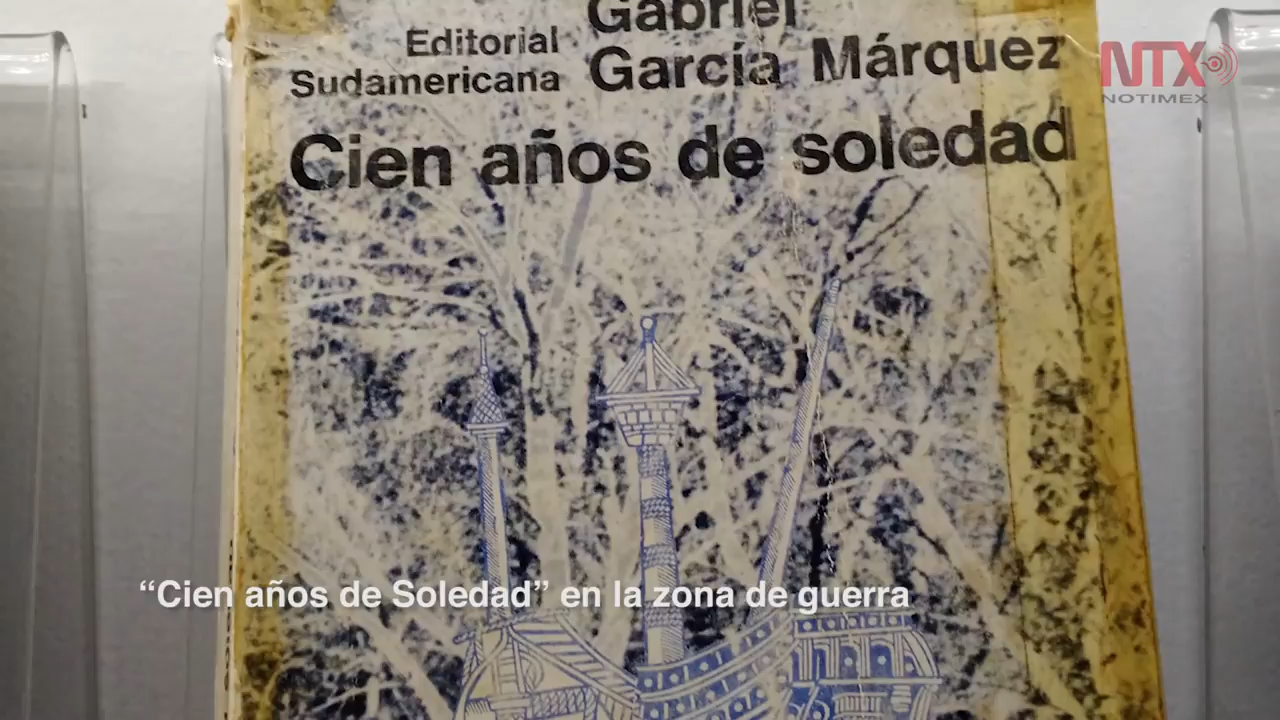 Gabriel
Editorial García Márquez
Sudamericana
Cien años de soledad
NTX
NOTIMEX
“Cien años de Soledad” en la zona de guerra